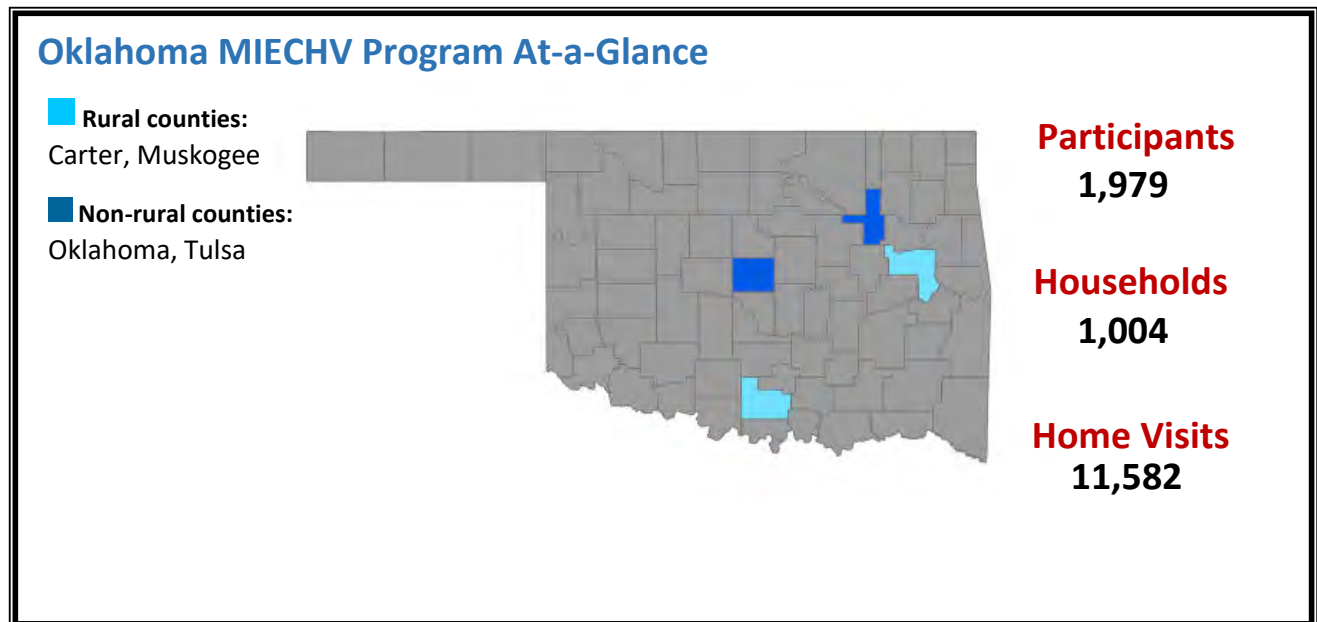 Oklahoma MIECHV Program At-a-Glance
Rural counties:
Carter, Muskogee
Non-rural counties:
Oklahoma, Tulsa
Participants
1,979
Households
1,004
Home Visits
11,582